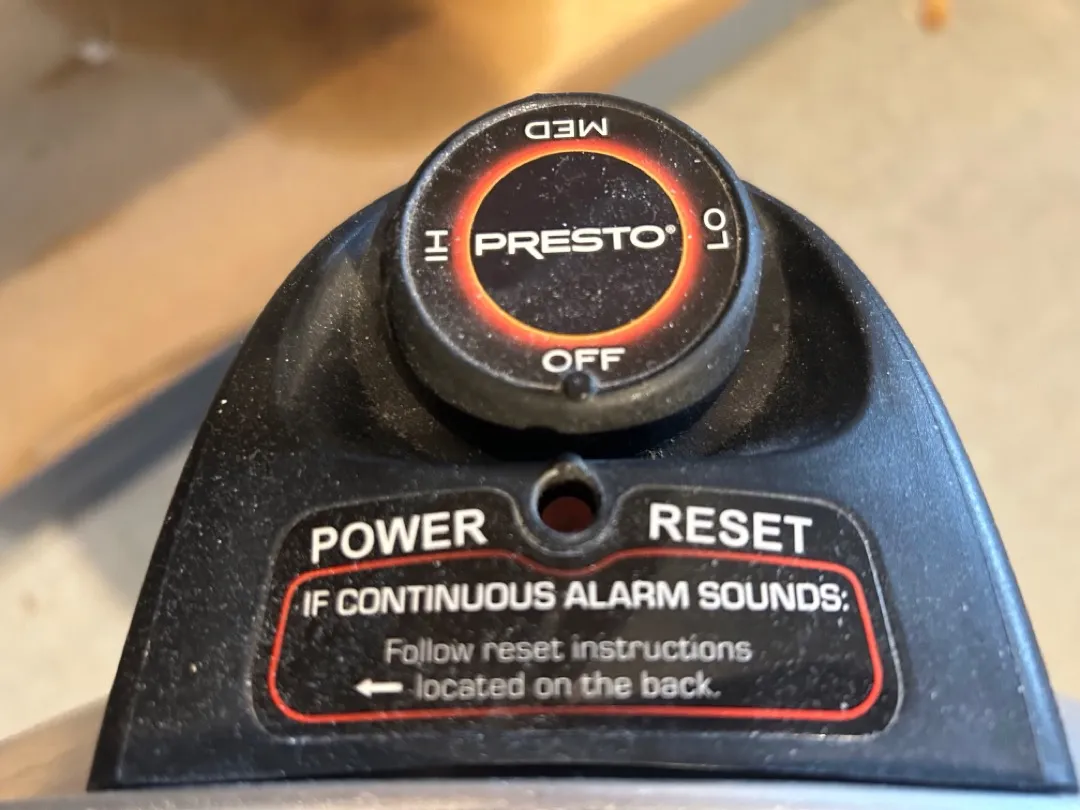 MED
HI
PRESTO®
LO
OFF
POWER RESET
IF CONTINUOUS ALARM SOUNDS:
Follow reset instructions
← located on the back.